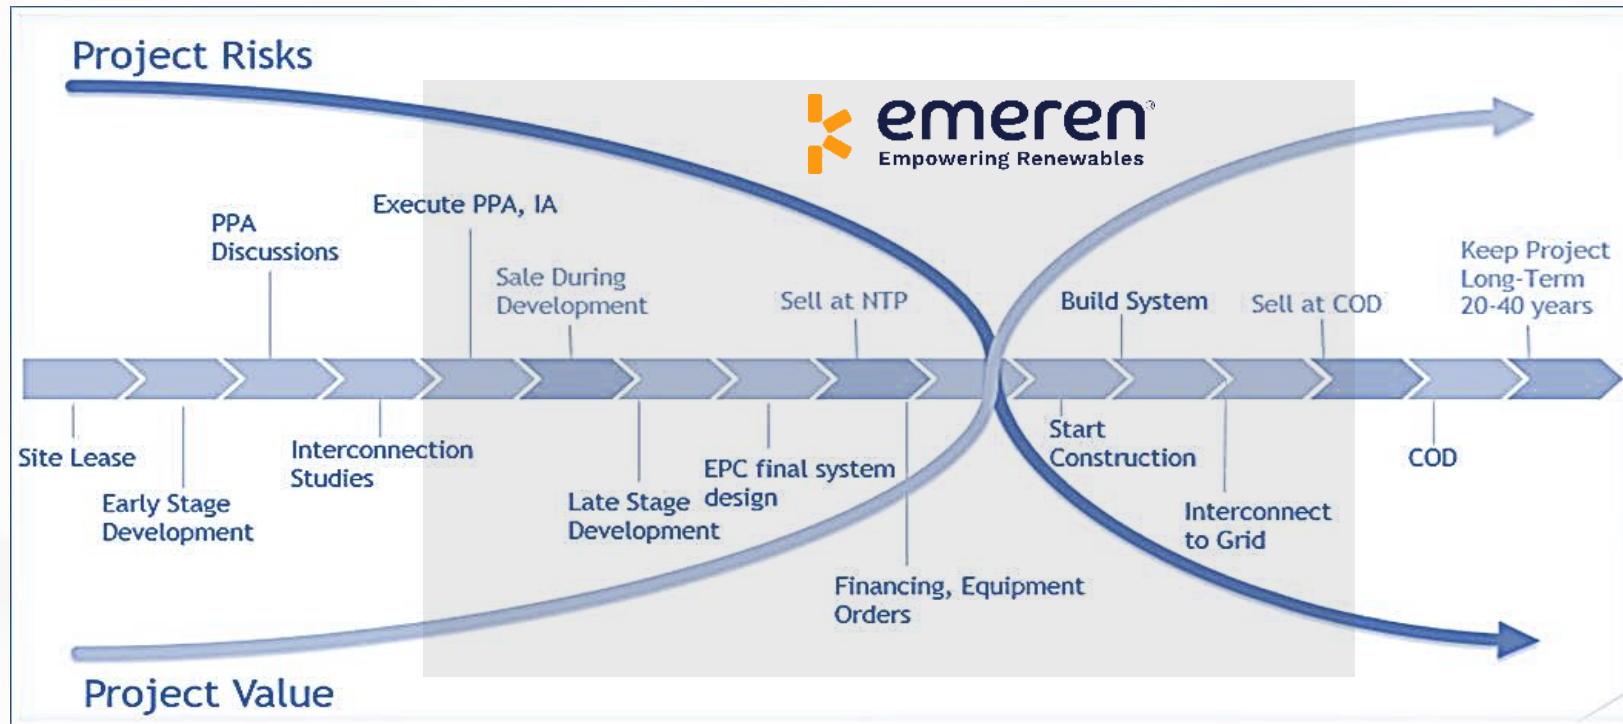 Project Risks
emeren®
Empowering Renewables
Execute PPA, IA
PPA
Discussions
Sale During
Development
Sell at NTP
Build System
Sell at COD
Keep Project
Long-Term
20-40 years
Site Lease
Early Stage
Development
Interconnection
Studies
Late Stage
Development
EPC final system
design
Financing, Equipment
Orders
Start
Construction
Interconnect
to Grid
COD
Project Value